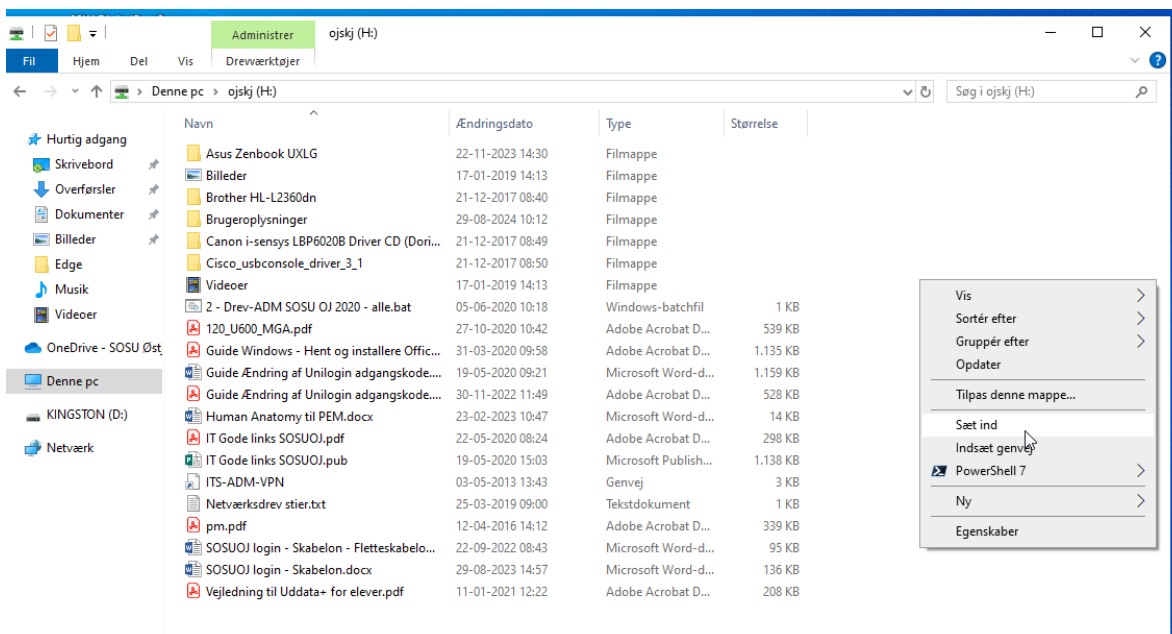 Administrer ojskj (H:)
Fil Hjem Del Vis Drevværktøjer
Denne pc > ojskj (H:) Søg i ojskj (H:)
Navn Ændringsdato Type Størrelse
Hurtig adgang
Skrivebord
Overførsler
Dokumenter
Billeder
Edge
Musik
Videoer
OneDrive - SOSU Øst
Denne pc
KINGSTON (D:)
Netværk
Asus Zenbook UXLG 22-11-2023 14:30 Filmappe
Billeder 17-01-2019 14:13 Filmappe
Brother HL-L2360dn 21-12-2017 08:40 Filmappe
Brugeroplysninger 29-08-2024 10:12 Filmappe
Canon i-sensys LBP6020B Driver CD (Dori... 21-12-2017 08:49 Filmappe
Cisco_usbconsole_driver_3_1 21-12-2017 08:50 Filmappe
Videoer 17-01-2019 14:13 Filmappe
2 - Drev-ADM SOSU OJ 2020 - alle.bat 05-06-2020 10:18 Windows-batchfil 1 KB
120_U600_MGA.pdf 27-10-2020 10:42 Adobe Acrobat D... 539 KB
Guide Windows - Hent og installere Offic... 31-03-2020 09:58 Adobe Acrobat D... 1.135 KB
Guide Ændring af Unilogin adgangskode.... 19-05-2020 09:21 Microsoft Word-d... 1.159 KB
Guide Ændring af Unilogin adgangskode.... 30-11-2022 11:49 Adobe Acrobat D... 528 KB
Human Anatomy til PEM.docx 23-02-2023 10:47 Microsoft Word-d... 14 KB
IT Gode links SOSUOJ.pdf 22-05-2020 08:24 Adobe Acrobat D... 298 KB
IT Gode links SOSUOJ.pub 19-05-2020 15:03 Microsoft Publish... 1.138 KB
ITS-ADM-VPN 03-05-2013 13:43 Genvej 3 KB
Netværksdrev stier.txt 25-03-2019 09:00 Tekstdokument 1 KB
pm.pdf 12-04-2016 14:12 Adobe Acrobat D... 339 KB
SOSUOJ login - Skabelon - Fletteskabelo... 22-09-2022 08:43 Microsoft Word-d... 95 KB
SOSUOJ login - Skabelon.docx 29-08-2023 14:57 Microsoft Word-d... 136 KB
Vejledning til Uddata+ for elever.pdf 11-01-2021 12:22 Adobe Acrobat D... 208 KB
Vis
Sortér efter
Gruppér efter
Opdater
Tilpas denne mappe...
Sæt ind
Indsæt genvej
PowerShell 7
Ny
Egenskaber